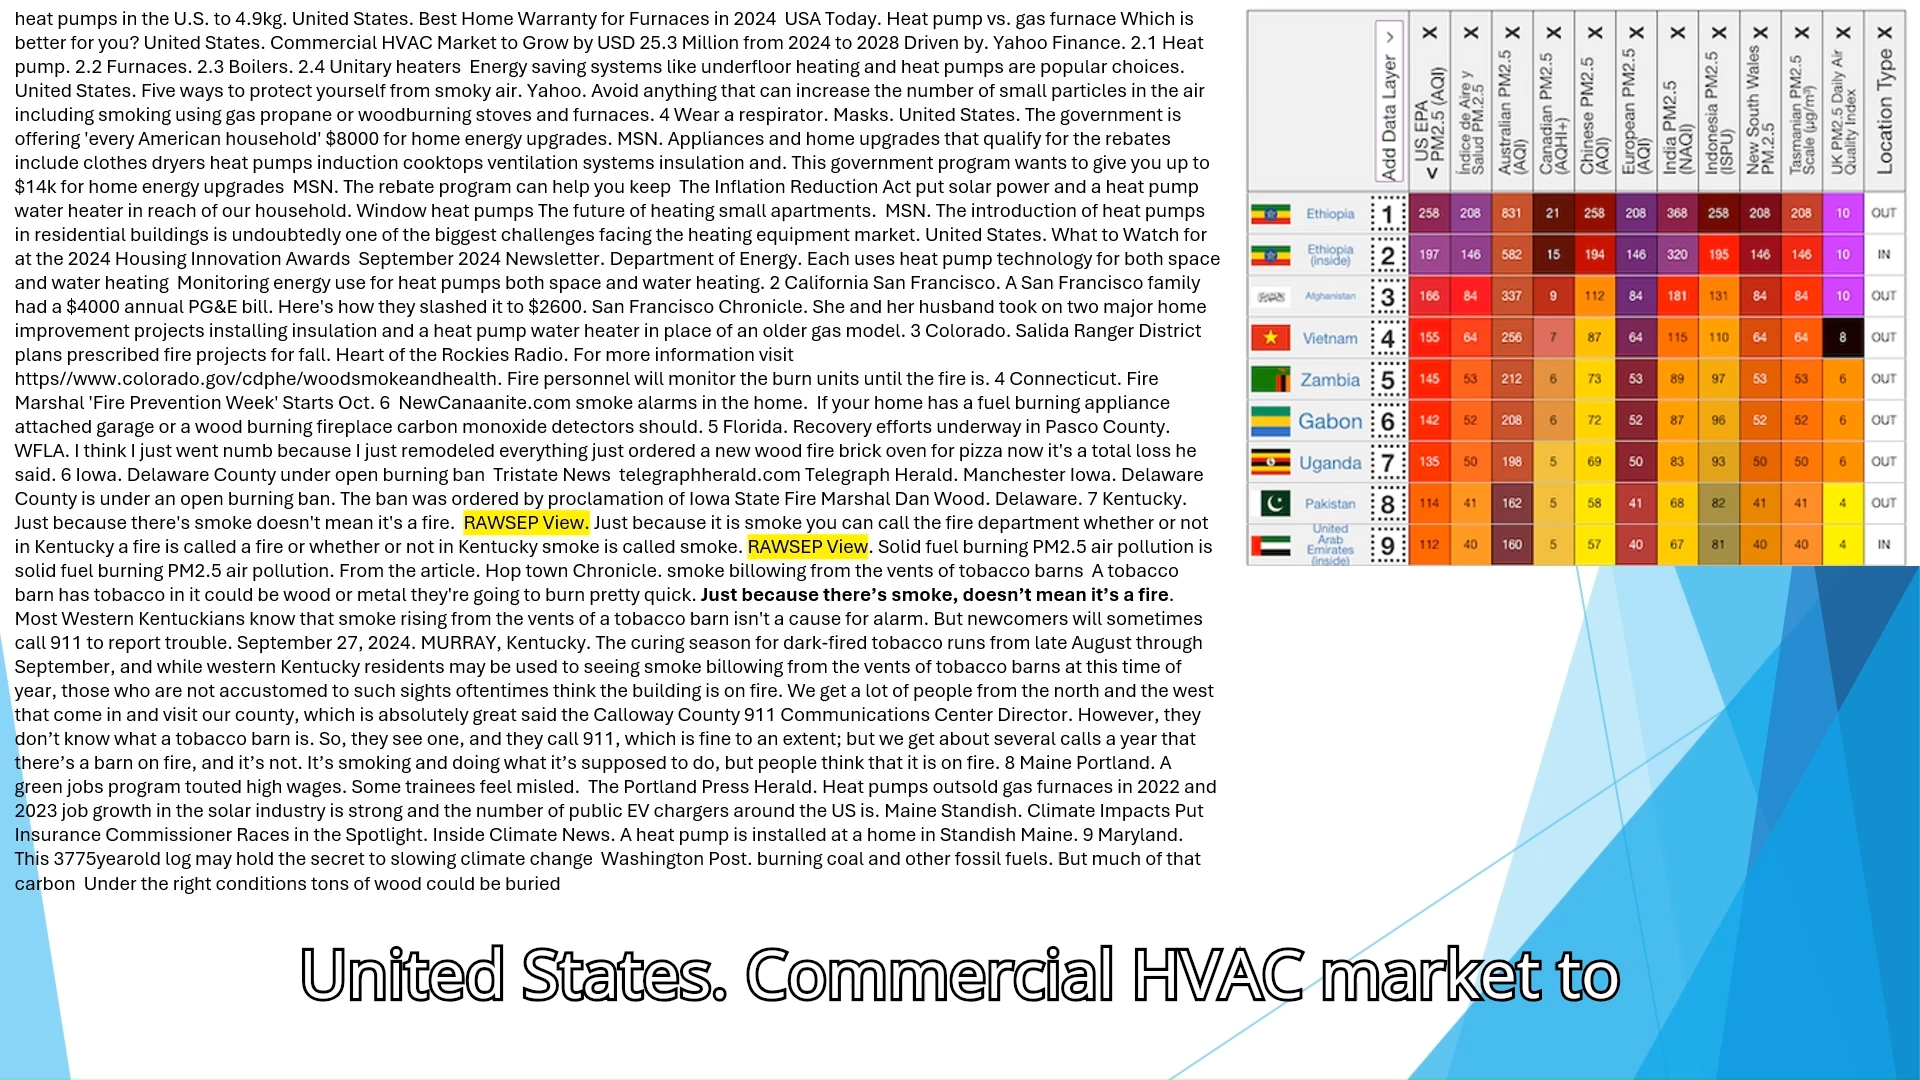 heat pumps in the U.S. to 4.9kg. United States. Best Home Warranty for Furnaces in 2024  USA Today. Heat pump vs. gas furnace Which is
better for you? United States. Commercial HVAC Market to Grow by USD 25.3 Million from 2024 to 2028 Driven by. Yahoo Finance. 2.1 Heat
pump. 2.2 Furnaces. 2.3 Boilers. 2.4 Unitary heaters  Energy saving systems like underfloor heating and heat pumps are popular choices.
United States. Five ways to protect yourself from smoky air. Yahoo. Avoid anything that can increase the number of small particles in the air
including smoking using gas propane or woodburning stoves and furnaces. 4 Wear a respirator. Masks. United States. The government is
offering 'every American household' $8000 for home energy upgrades. MSN. Appliances and home upgrades that qualify for the rebates
include clothes dryers heat pumps induction cooktops ventilation systems insulation and. This government program wants to give you up to
$14k for home energy upgrades  MSN. The rebate program can help you keep  The Inflation Reduction Act put solar power and a heat pump
water heater in reach of our household. Window heat pumps The future of heating small apartments.  MSN. The introduction of heat pumps
in residential buildings is undoubtedly one of the biggest challenges facing the heating equipment market. United States. What to Watch for
at the 2024 Housing Innovation Awards  September 2024 Newsletter. Department of Energy. Each uses heat pump technology for both space
and water heating  Monitoring energy use for heat pumps both space and water heating. 2 California San Francisco. A San Francisco family
had a $4000 annual PG&E bill. Here's how they slashed it to $2600. San Francisco Chronicle. She and her husband took on two major home
improvement projects installing insulation and a heat pump water heater in place of an older gas model. 3 Colorado. Salida Ranger District
plans prescribed fire projects for fall. Heart of the Rockies Radio. For more information visit
https//www.colorado.gov/cdphe/woodsmokeandhealth. Fire personnel will monitor the burn units until the fire is. 4 Connecticut. Fire
Marshal 'Fire Prevention Week' Starts Oct. 6  NewCanaanite.com smoke alarms in the home.  If your home has a fuel burning appliance
attached garage or a wood burning fireplace carbon monoxide detectors should. 5 Florida. Recovery efforts underway in Pasco County.
WFLA. I think I just went numb because I just remodeled everything just ordered a new wood fire brick oven for pizza now it's a total loss he
said. 6 Iowa. Delaware County under open burning ban  Tristate News  telegraphherald.com Telegraph Herald. Manchester Iowa. Delaware
County is under an open burning ban. The ban was ordered by proclamation of Iowa State Fire Marshal Dan Wood. Delaware. 7 Kentucky.
Just because there's smoke doesn't mean it's a fire.  RAWSEP View. Just because it is smoke you can call the fire department whether or not
in Kentucky a fire is called a fire or whether or not in Kentucky smoke is called smoke. RAWSEP View. Solid fuel burning PM2.5 air pollution is
solid fuel burning PM2.5 air pollution. From the article. Hop town Chronicle. smoke billowing from the vents of tobacco barns  A tobacco
barn has tobacco in it could be wood or metal they're going to burn pretty quick. Just because there’s smoke, doesn’t mean it’s a fire.
Most Western Kentuckians know that smoke rising from the vents of a tobacco barn isn't a cause for alarm. But newcomers will sometimes
call 911 to report trouble. September 27, 2024. MURRAY, Kentucky. The curing season for dark-fired tobacco runs from late August through
September, and while western Kentucky residents may be used to seeing smoke billowing from the vents of tobacco barns at this time of
year, those who are not accustomed to such sights oftentimes think the building is on fire. We get a lot of people from the north and the west
that come in and visit our county, which is absolutely great said the Calloway County 911 Communications Center Director. However, they
don’t know what a tobacco barn is. So, they see one, and they call 911, which is fine to an extent; but we get about several calls a year that
there’s a barn on fire, and it’s not. It’s smoking and doing what it’s supposed to do, but people think that it is on fire. 8 Maine Portland. A
green jobs program touted high wages. Some trainees feel misled.  The Portland Press Herald. Heat pumps outsold gas furnaces in 2022 and
2023 job growth in the solar industry is strong and the number of public EV chargers around the US is. Maine Standish. Climate Impacts Put
Insurance Commissioner Races in the Spotlight. Inside Climate News. A heat pump is installed at a home in Standish Maine. 9 Maryland.
This 3775yearold log may hold the secret to slowing climate change  Washington Post. burning coal and other fossil fuels. But much of that
carbon  Under the right conditions tons of wood could be buried
Add Data Layer >
US EPA < PM2.5 (AQI) X
Índice de Aire y Salud PM2.5 X
Australian PM2.5 (AQI) X
Canadian PM2.5 (AQHI+) X
Chinese PM2.5 (AQI) X
European PM2.5 (AQI) X
India PM2.5 (NAQI) X
Indonesia PM2.5 (ISPU) X
New South Wales PM2.5 X
Tasmanian PM2.5 Scale (µg/m³) X
UK PM2.5 Daily Air Quality Index X
Location Type X
Ethiopia 1 258 208 831 21 258 208 368 258 208 208 10 OUT
Ethiopia (inside) 2 197 146 582 15 194 146 320 195 146 146 10 IN
Afghanistan 3 166 84 337 9 112 84 181 131 84 84 10 OUT
Vietnam 4 155 64 256 7 87 64 115 110 64 64 8 OUT
Zambia 5 145 53 212 6 73 53 89 97 53 53 6 OUT
Gabon 6 142 52 208 6 72 52 87 96 52 52 6 OUT
Uganda 7 135 50 198 5 69 50 83 93 50 50 6 OUT
Pakistan 8 114 41 162 5 58 41 68 82 41 41 4 OUT
United Arab Emirates (inside) 9 112 40 160 5 57 40 67 81 40 40 4 IN
United States. Commercial HVAC market to